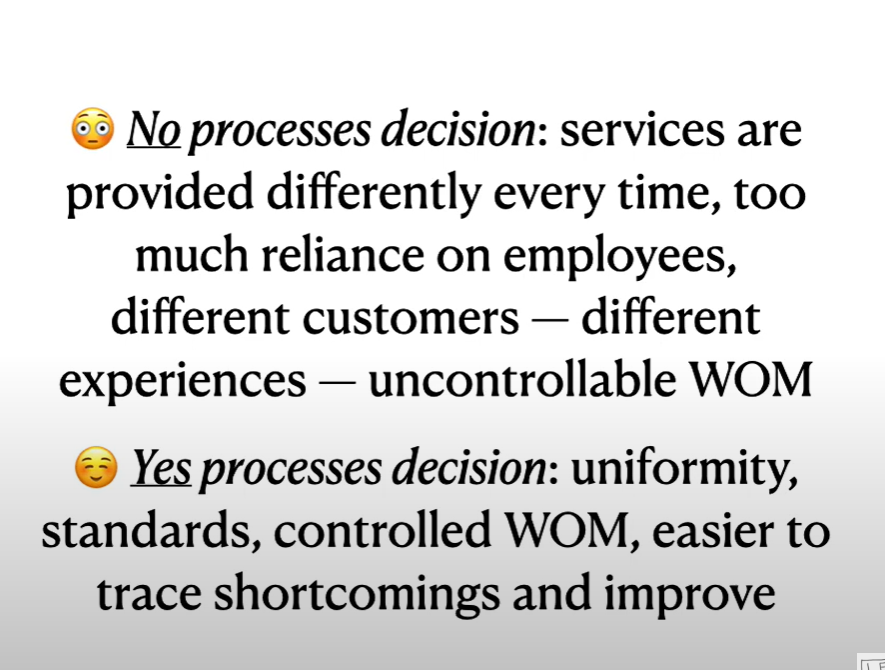 😳 No processes decision: services are
provided differently every time, too
much reliance on employees,
different customers — different
experiences — uncontrollable WOM
☺️ Yes processes decision: uniformity,
standards, controlled WOM, easier to
trace shortcomings and improve